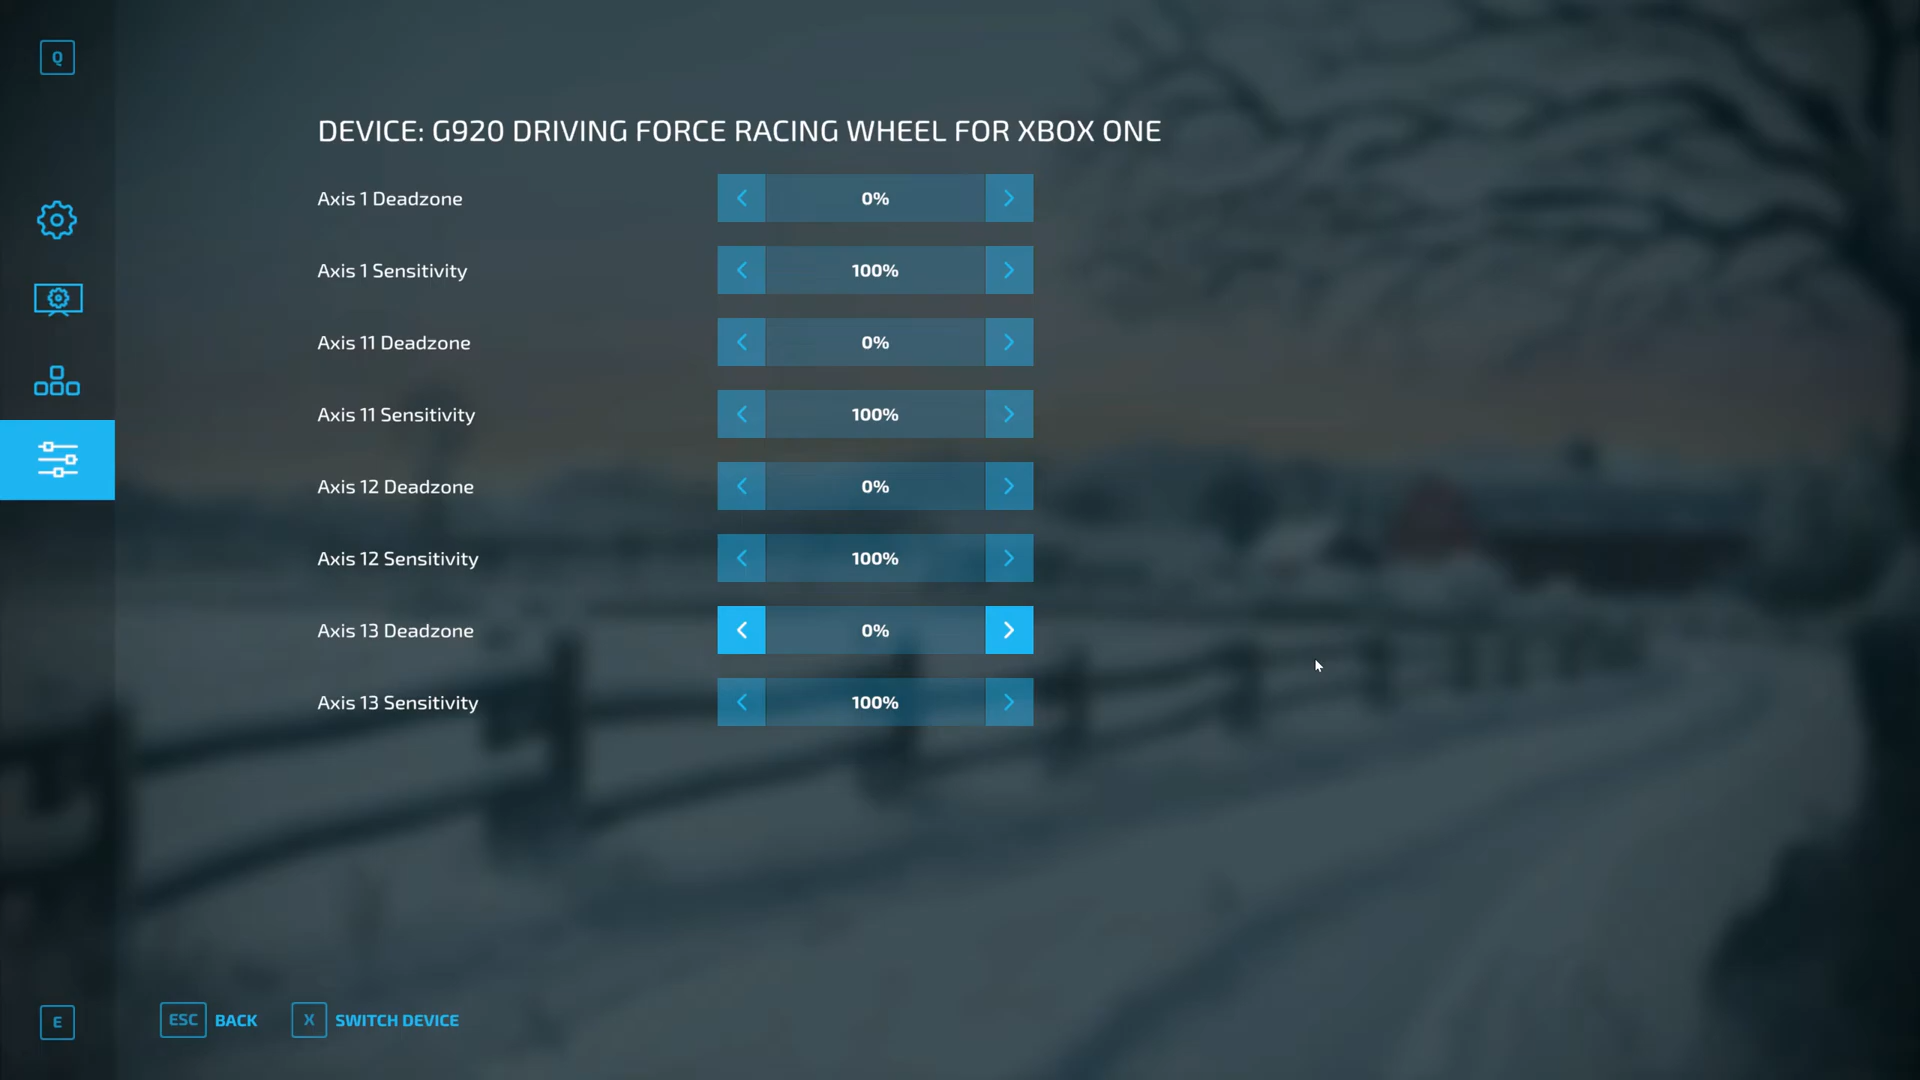 Q
DEVICE: G920 DRIVING FORCE RACING WHEEL FOR XBOX ONE
Axis 1 Deadzone 0%
Axis 1 Sensitivity 100%
Axis 11 Deadzone 0%
Axis 11 Sensitivity 100%
Axis 12 Deadzone 0%
Axis 12 Sensitivity 100%
Axis 13 Deadzone 0%
Axis 13 Sensitivity 100%
E ESC BACK X SWITCH DEVICE